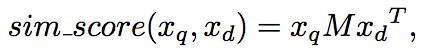 sim_score(x_q, x_d) = x_q M x_d^T,